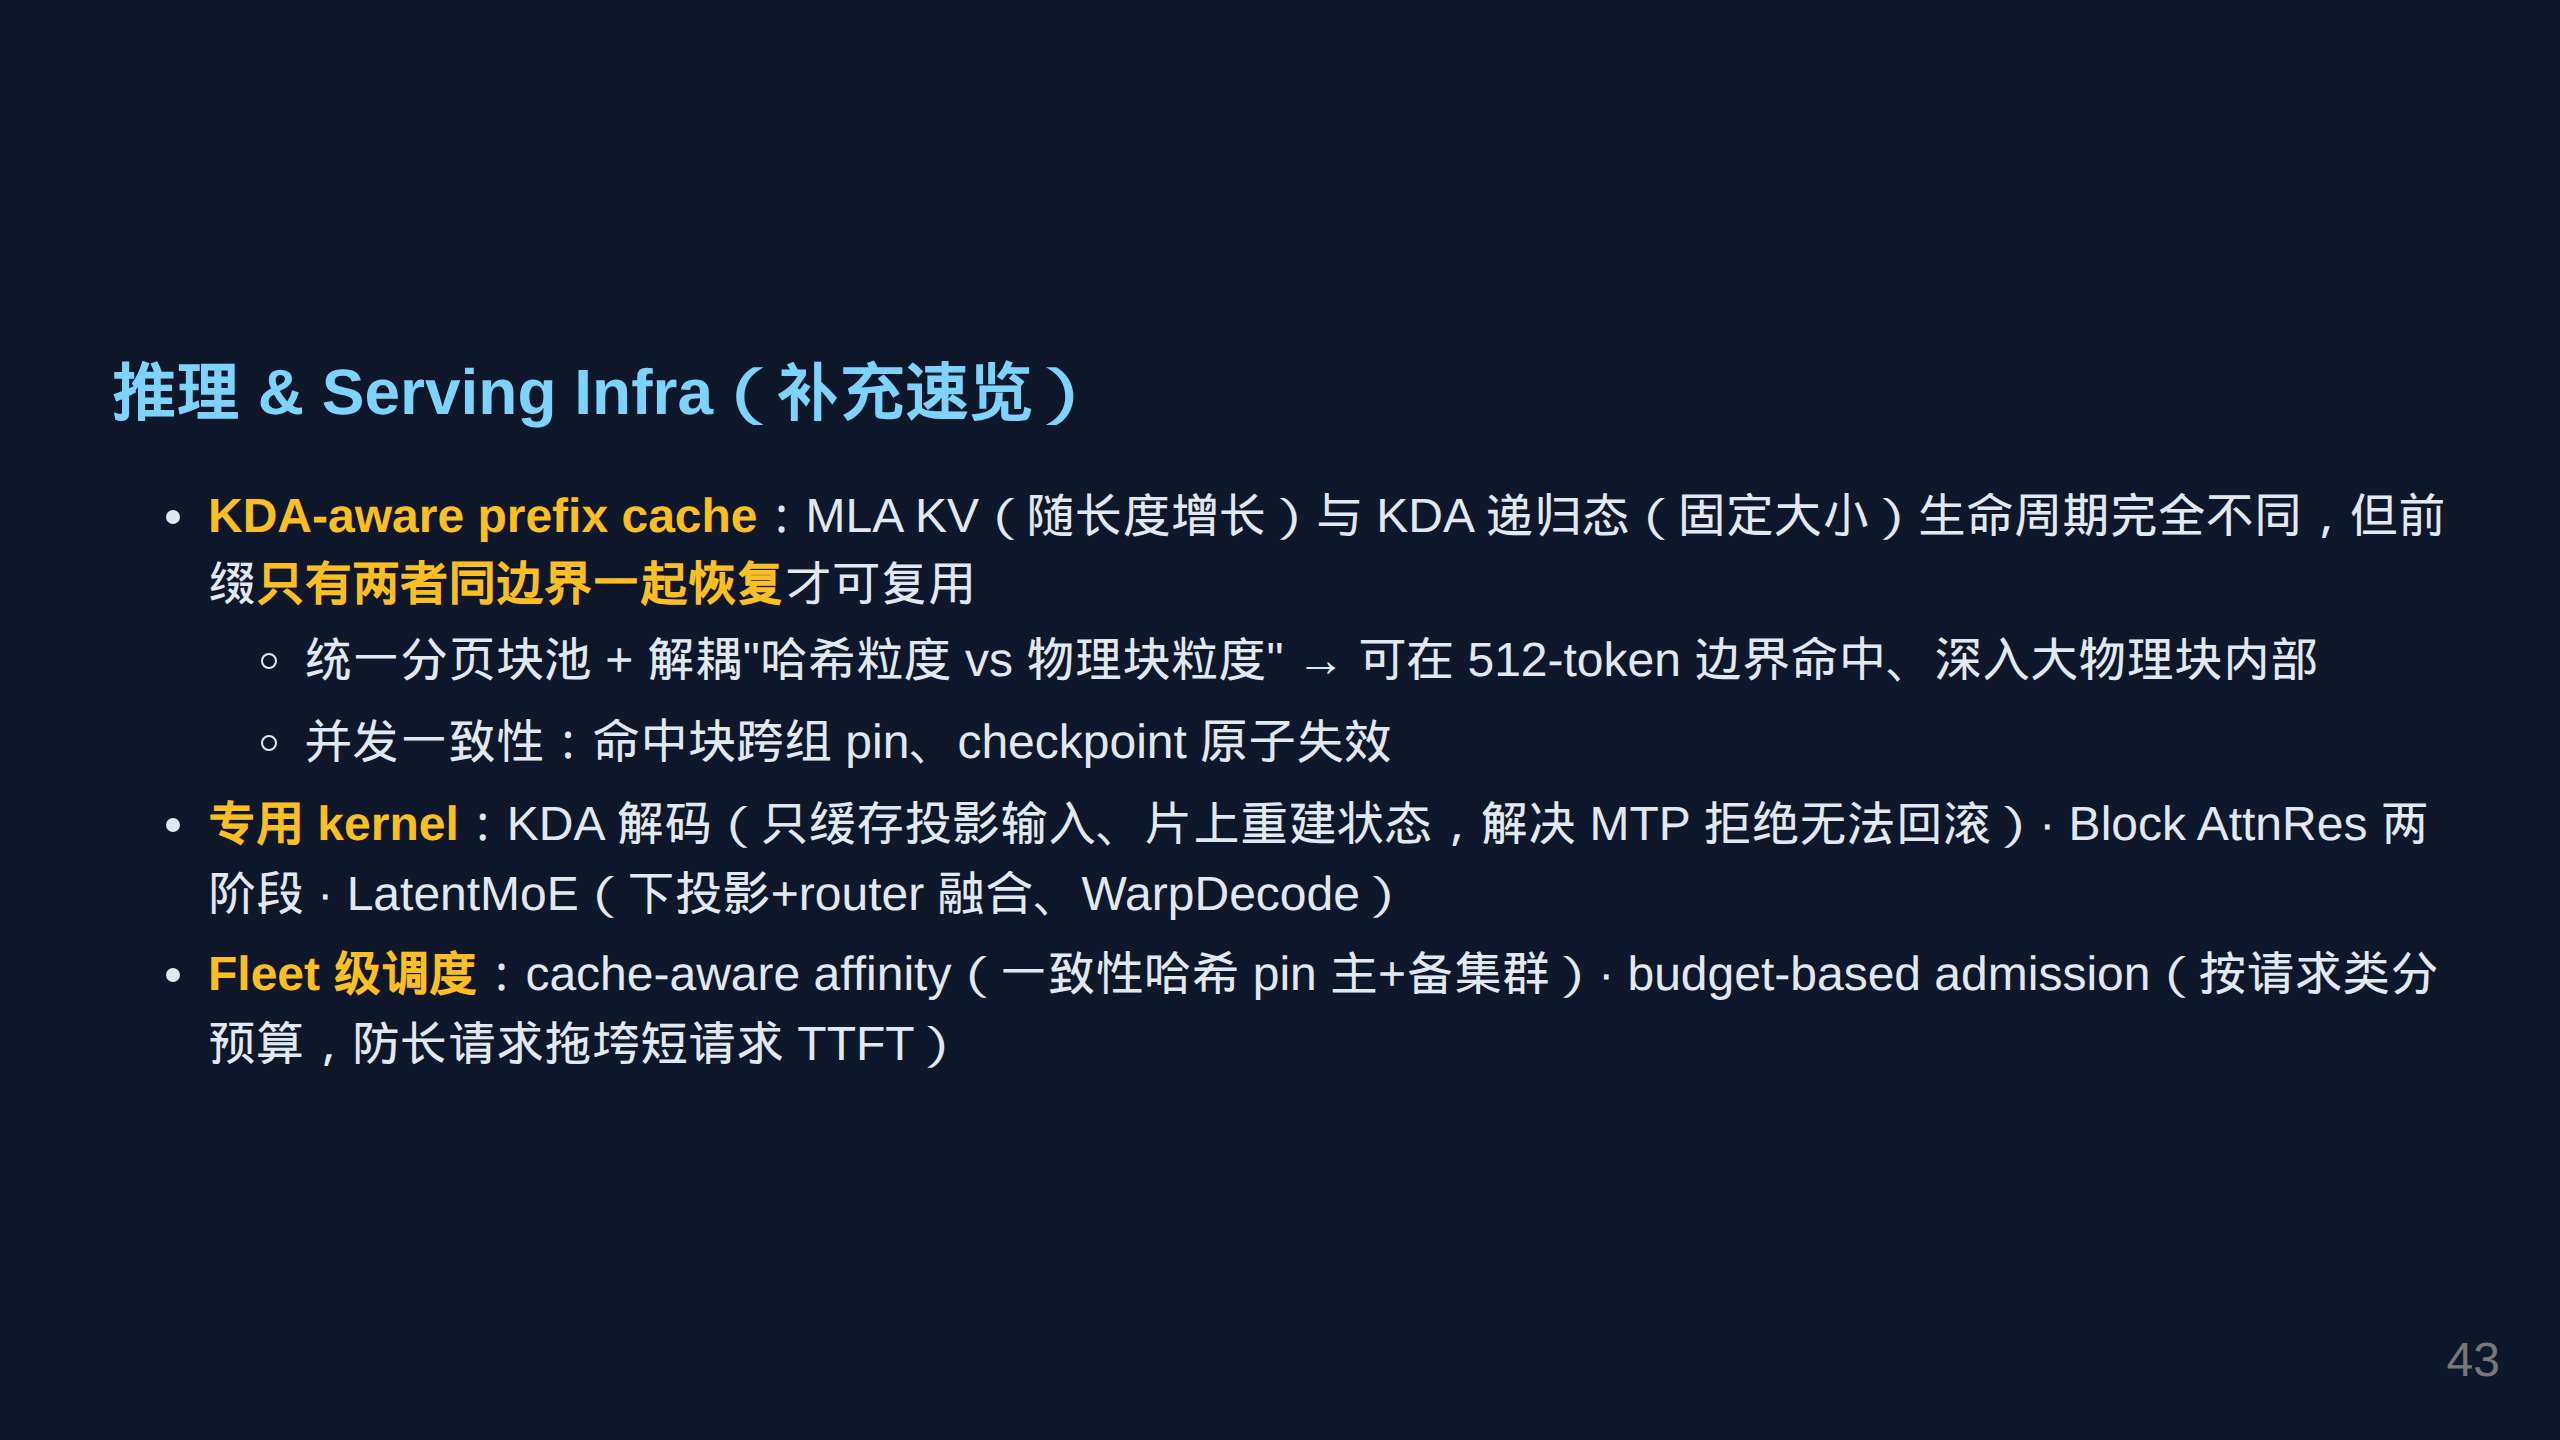 推理 & Serving Infra（补充速览）
• KDA-aware prefix cache：MLA KV（随长度增长）与 KDA 递归态（固定大小）生命周期完全不同，但前
缀只有两者同边界一起恢复才可复用
○ 统一分页块池 + 解耦"哈希粒度 vs 物理块粒度" → 可在 512-token 边界命中、深入大物理块内部
○ 并发一致性：命中块跨组 pin、checkpoint 原子失效
• 专用 kernel：KDA 解码（只缓存投影输入、片上重建状态，解决 MTP 拒绝无法回滚）· Block AttnRes 两
阶段 · LatentMoE（下投影+router 融合、WarpDecode）
• Fleet 级调度：cache-aware affinity（一致性哈希 pin 主+备集群）· budget-based admission（按请求类分
预算，防长请求拖垮短请求 TTFT）
43